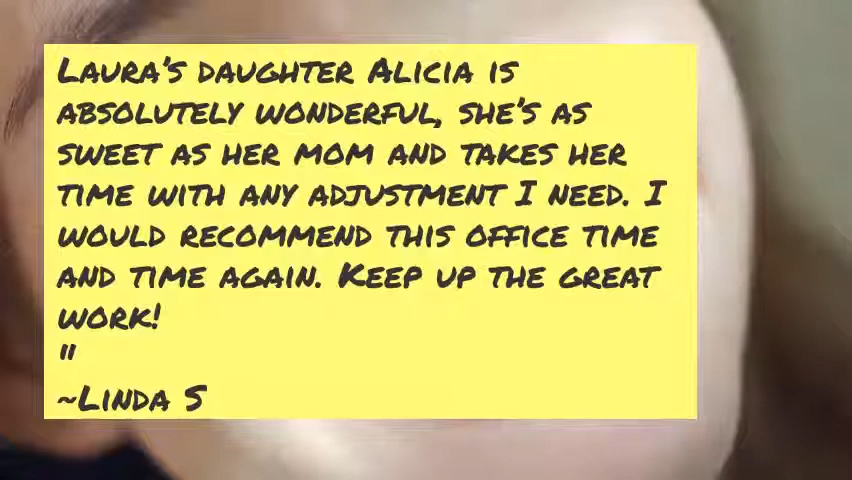 Laura's daughter Alicia is
absolutely wonderful, she's as
sweet as her mom and takes her
time with any adjustment I need. I
would recommend this office time
and time again. Keep up the great
work!
"
~Linda S